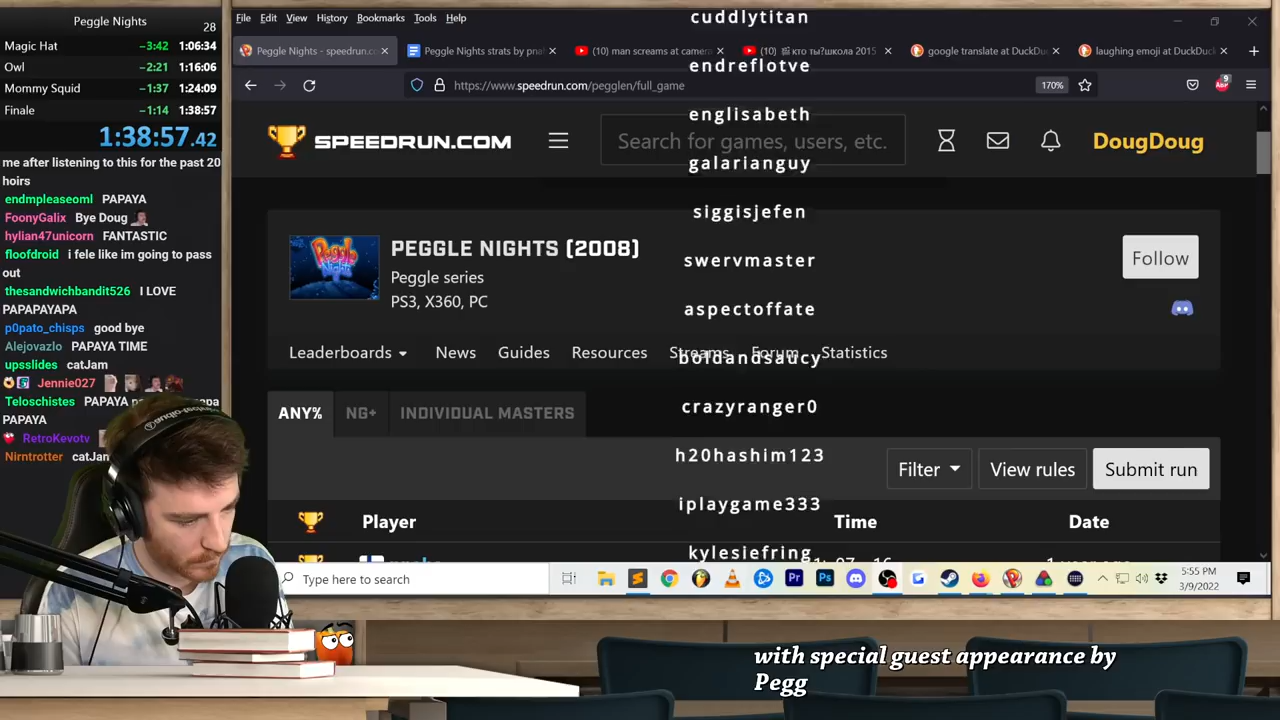 Peggle Nights
28
Magic Hat -3:42 1:06:34
Owl -2:21 1:16:06
Mommy Squid -1:37 1:24:09
Finale -1:14 1:38:57
1:38:57.42
me after listening to this for the past 20
hoirs
endmpleaseoml PAPAYA
FoonyGalix Bye Doug
hylian47unicorn FANTASTIC
floofdroid i fele like im going to pass
out
thesandwichbandit526 I LOVE
PAPAPAYAPA
p0pato_chisps good bye
Alejovazlo PAPAYA TIME
upsslides catJam
Jennie027
Teloschistes PAPAYA
PAPAYA
RetroKevotv
Nirntrotter
File Edit View History Bookmarks Tools Help
Peggle Nights - speedrun.co
Peggle Nights strats by pna
(10) man screams at camera
google translate at DuckDu
laughing emoji at DuckDuck
https://www.speedrun.com/pegglen/full_game
170%
9
SPEEDRUN.COM
Search for games, users, etc.
DougDoug
PEGGLE NIGHTS (2008)
Peggle series
PS3, X360, PC
Follow
Leaderboards News Guides Resources Streams Forum Statistics
ANY% NG+ INDIVIDUAL MASTERS
Filter View rules Submit run
Player Time Date
cuddlytitan
endreflotve
englisabeth
galarianguy
siggisjefen
swervmaster
aspectoffate
boldandsaucy
crazyranger0
h20hashim123
iplaygame333
kylesiefring
Type here to search
5:55 PM
3/9/2022
with special guest appearance by
Pegg